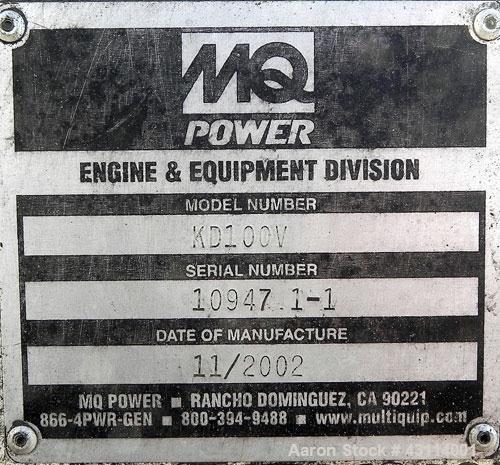 MQ
POWER
ENGINE & EQUIPMENT DIVISION
MODEL NUMBER
KD100V
SERIAL NUMBER
10947 1-1
DATE OF MANUFACTURE
11/2002
MQ POWER ■ RANCHO DOMINGUEZ, CA 90221
866-4PWR-GEN ■ 800-394-9488 ■ www.multiquip.com
Aaron Stock #